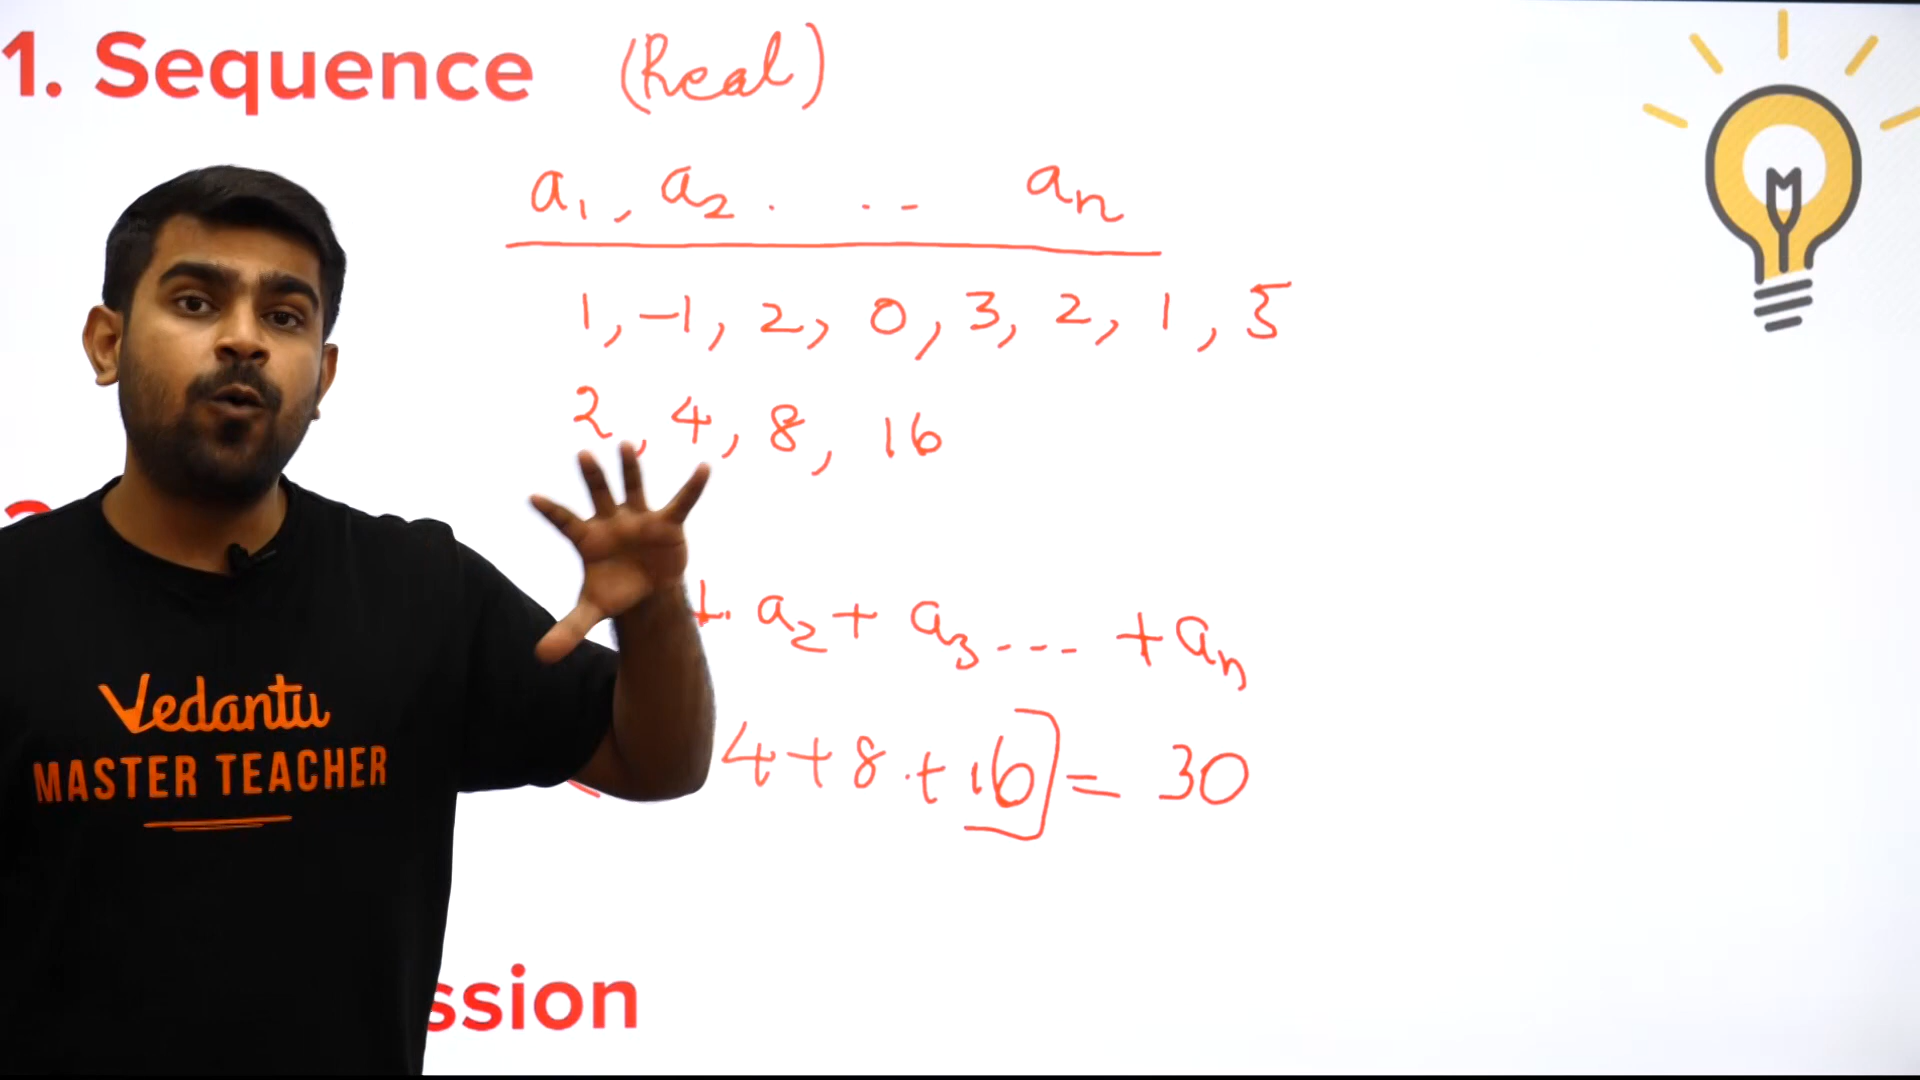 1. Sequence (Real)
a₁, a₂ . . . . aₙ
1, -1, 2, 0, 3, 2, 1, 5
2, 4, 8, 16
+ a₂ + a₃ --- + aₙ
4 + 8 + 16] = 30
Vedantu
MASTER TEACHER
ssion